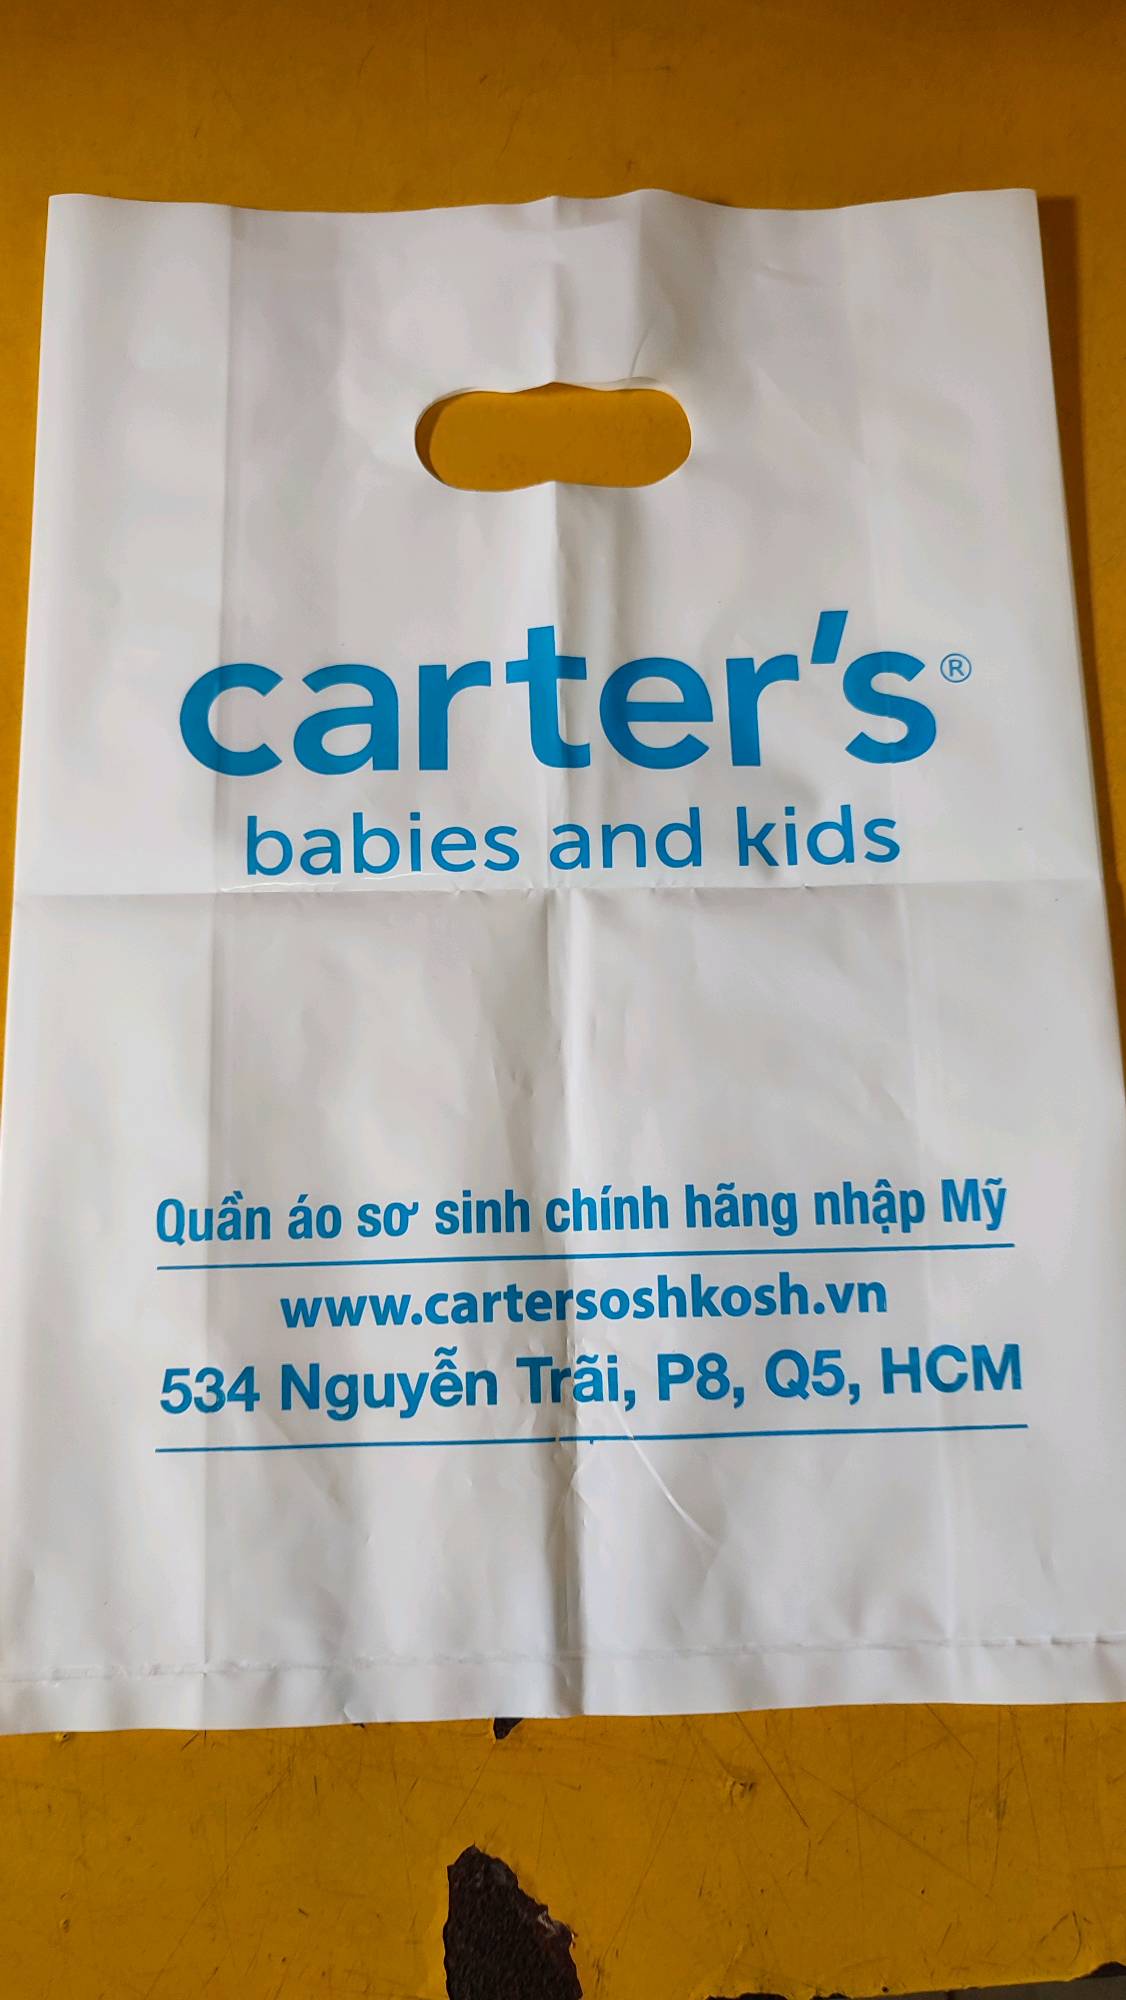 carter's®
babies and kids
Quần áo sơ sinh chính hãng nhập Mỹ
www.cartersoshkosh.vn
534 Nguyễn Trãi, P8, Q5, HCM